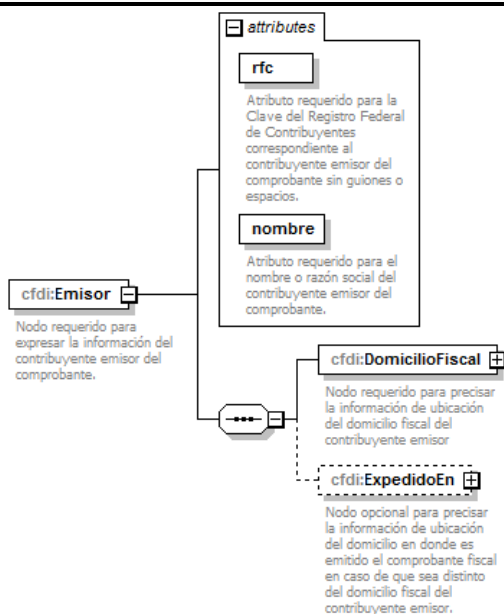 attributes
rfc
Atributo requerido para la
Clave del Registro Federal
de Contribuyentes
correspondiente al
contribuyente emisor del
comprobante sin guiones o
espacios.
nombre
Atributo requerido para el
nombre o razón social del
contribuyente emisor del
comprobante.
cfdi:Emisor
Nodo requerido para
expresar la información del
contribuyente emisor del
comprobante.
cfdi:DomicilioFiscal
Nodo requerido para precisar
la información de ubicación
del domicilio fiscal del
contribuyente emisor
cfdi:ExpedidoEn
Nodo opcional para precisar
la información de ubicación
del domicilio en donde es
emitido el comprobante fiscal
en caso de que sea distinto
del domicilio fiscal del
contribuyente emisor.